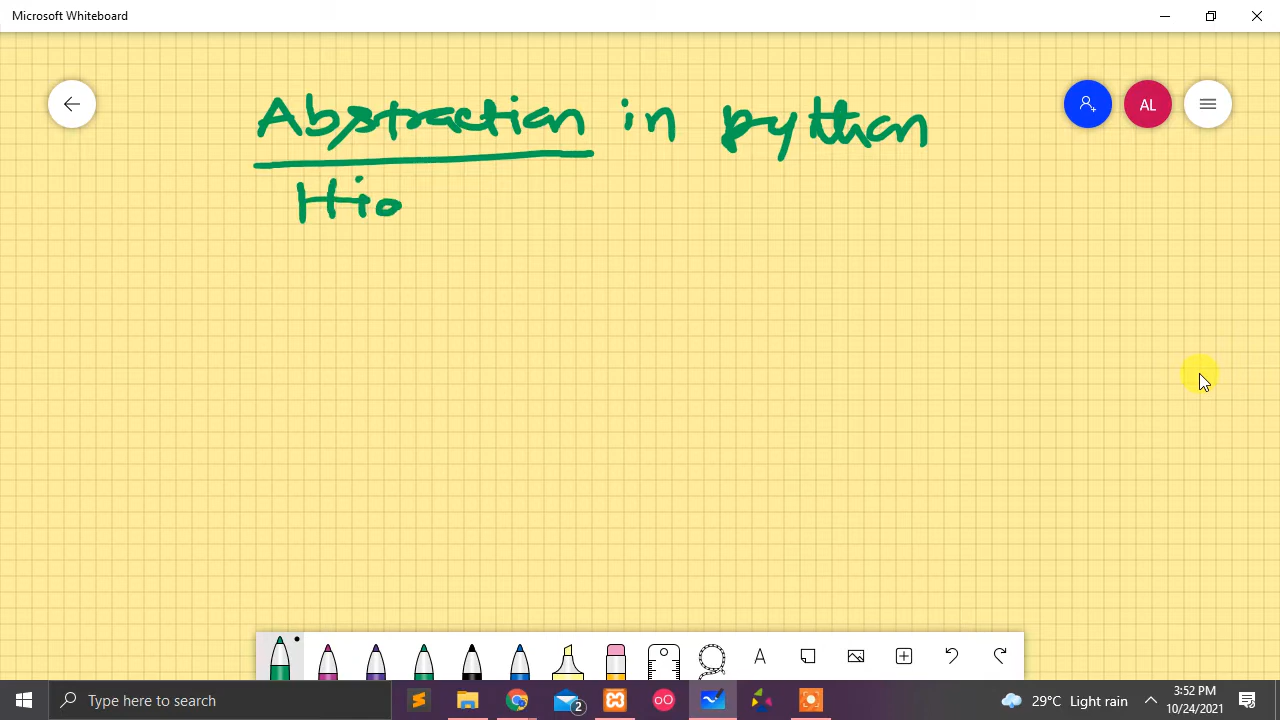 Microsoft Whiteboard
Abstraction in python
AL
Hio
A
Type here to search
2
29°C Light rain
3:52 PM
10/24/2021